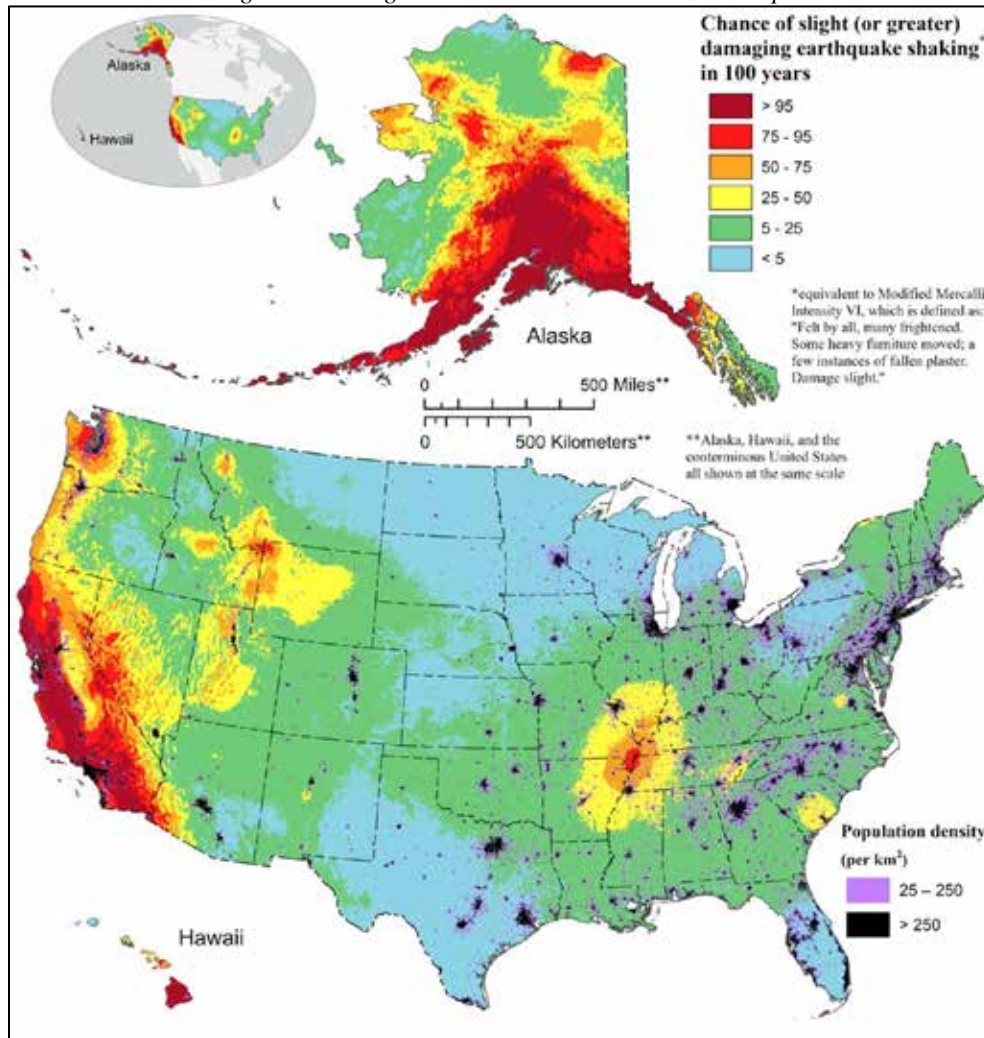 Chance of slight (or greater)
damaging earthquake shaking*
in 100 years
> 95
75 - 95
50 - 75
25 - 50
5 - 25
< 5
*equivalent to Modified Mercalli
Intensity VI, which is defined as:
"Felt by all, many frightened.
Some heavy furniture moved; a
few instances of fallen plaster.
Damage slight."
Alaska
Hawaii
Alaska
0 500 Miles**
0 500 Kilometers**
**Alaska, Hawaii, and the
conterminous United States
all shown at the same scale
Population density
(per km²)
25 – 250
> 250
Hawaii